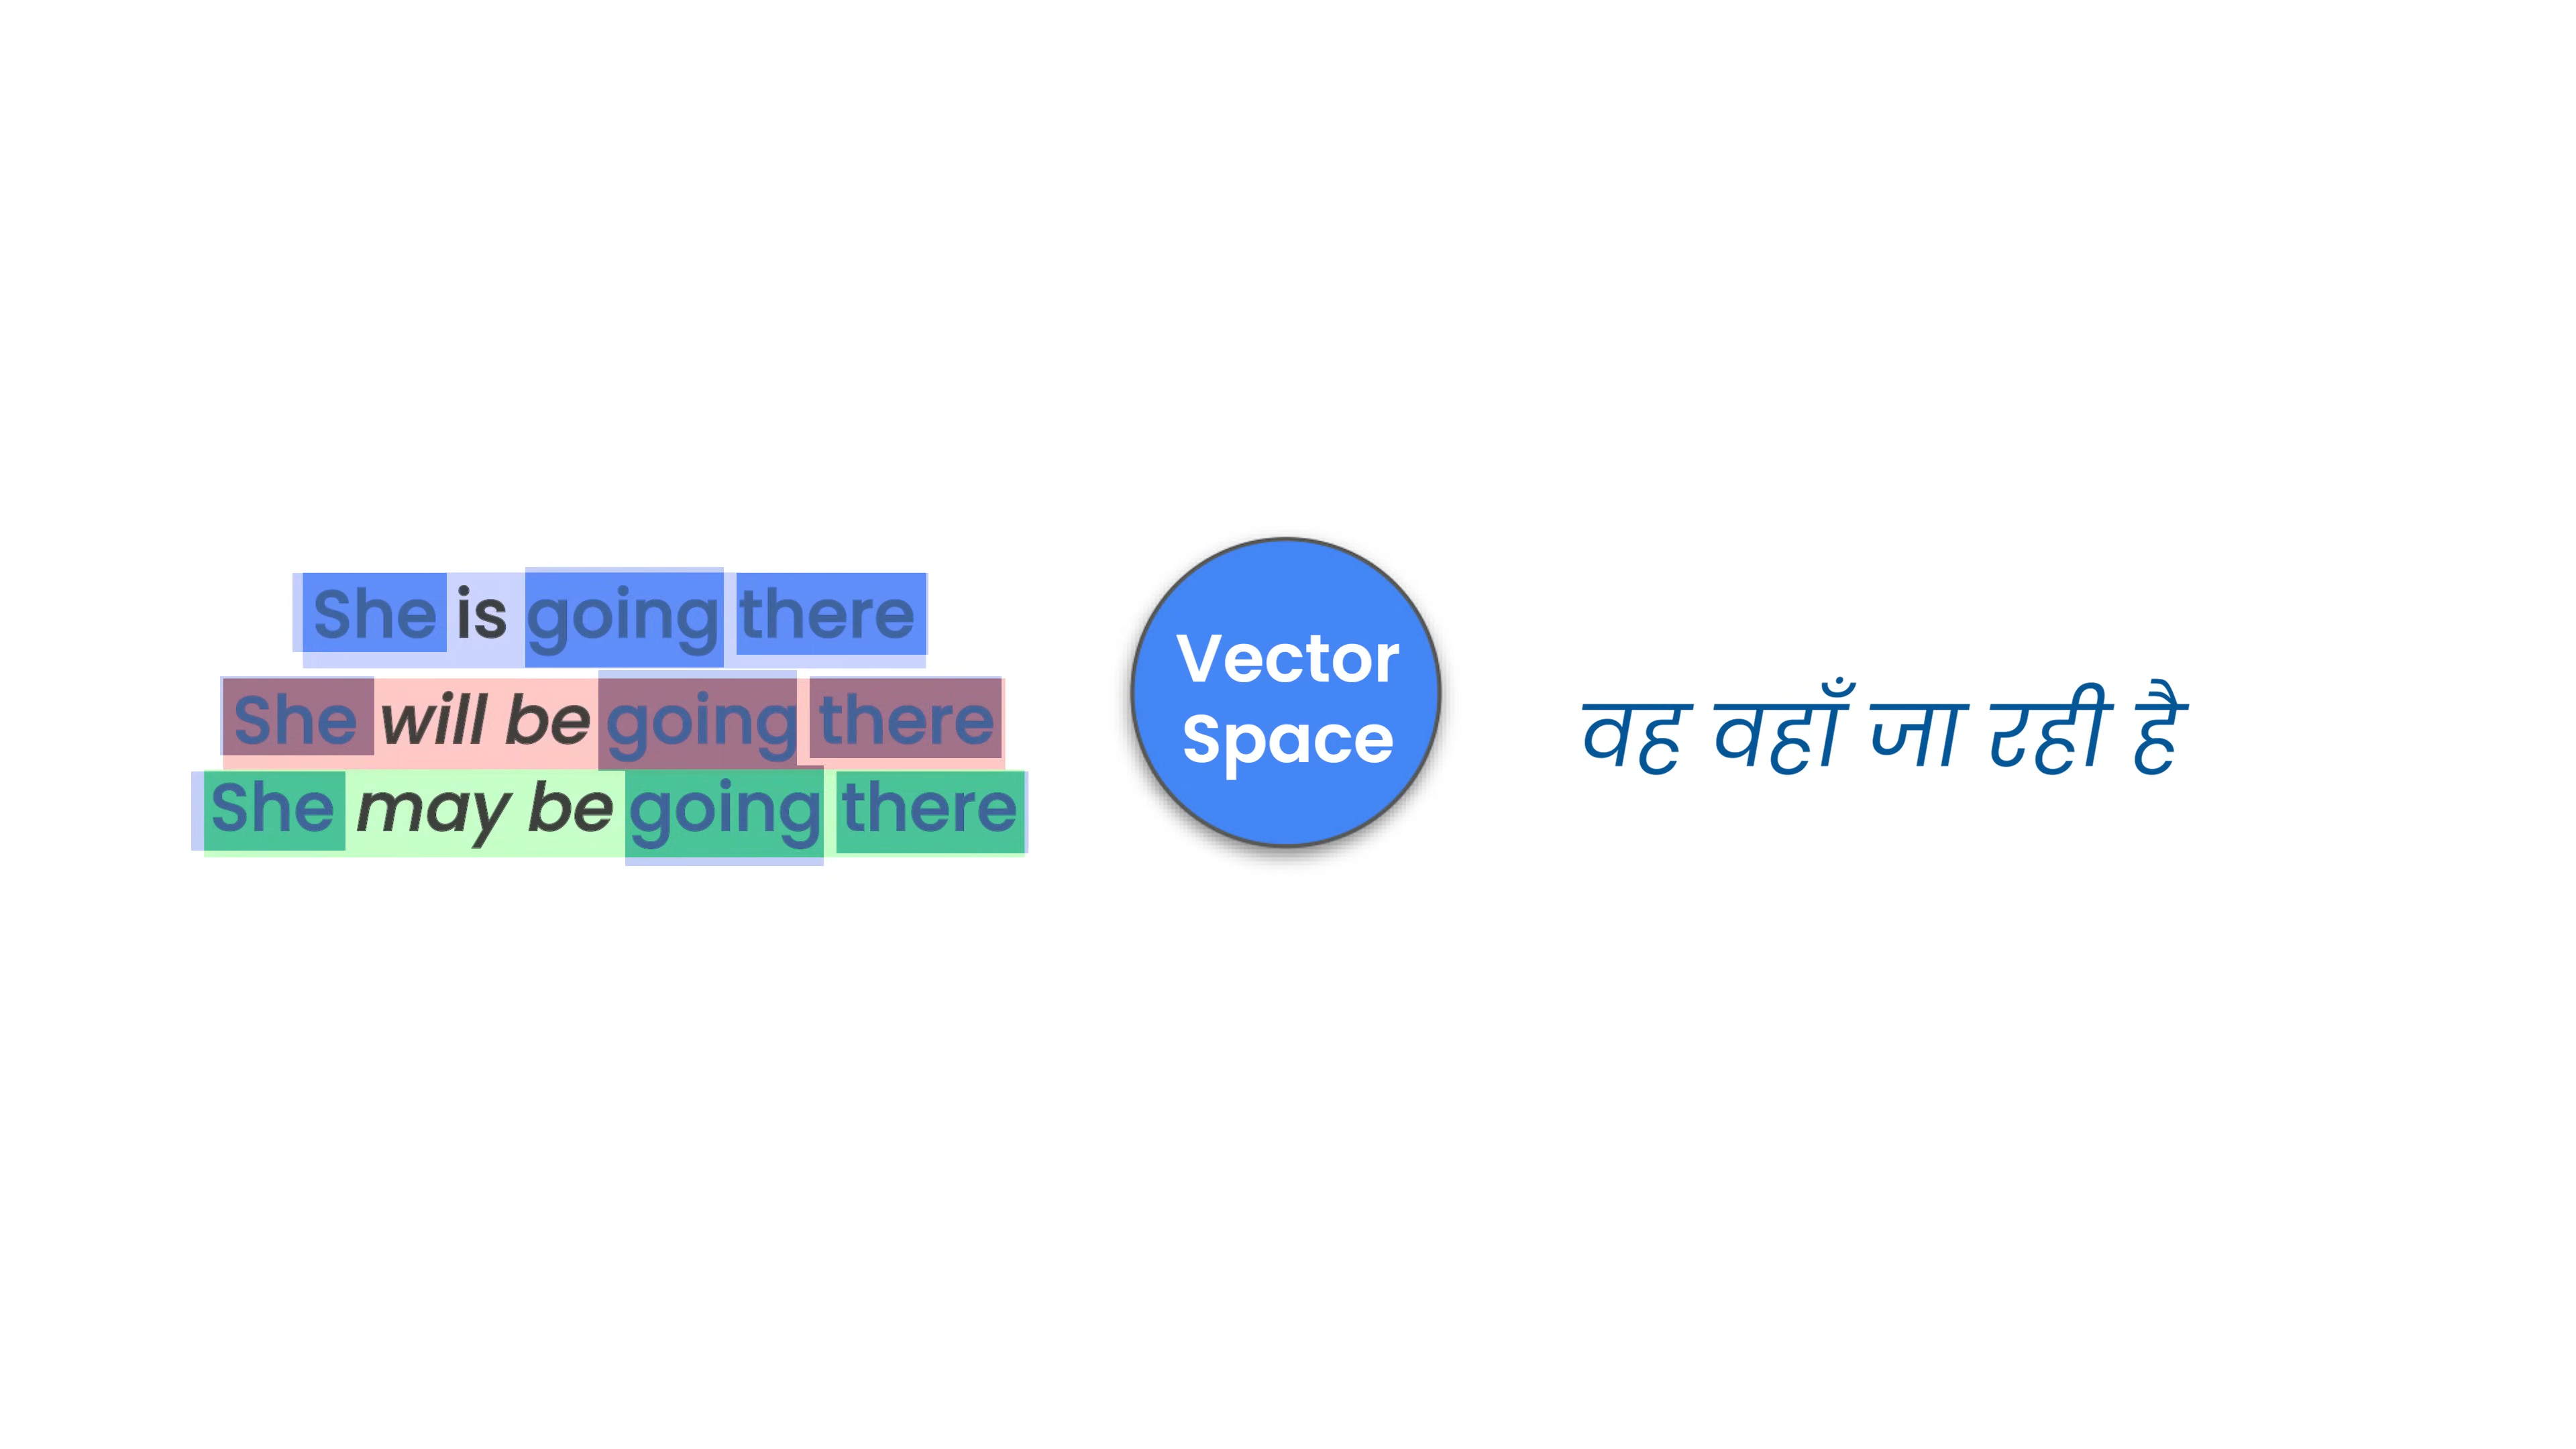 She is going there
She will be going there
She may be going there
Vector
Space
वह वहाँ जा रही है